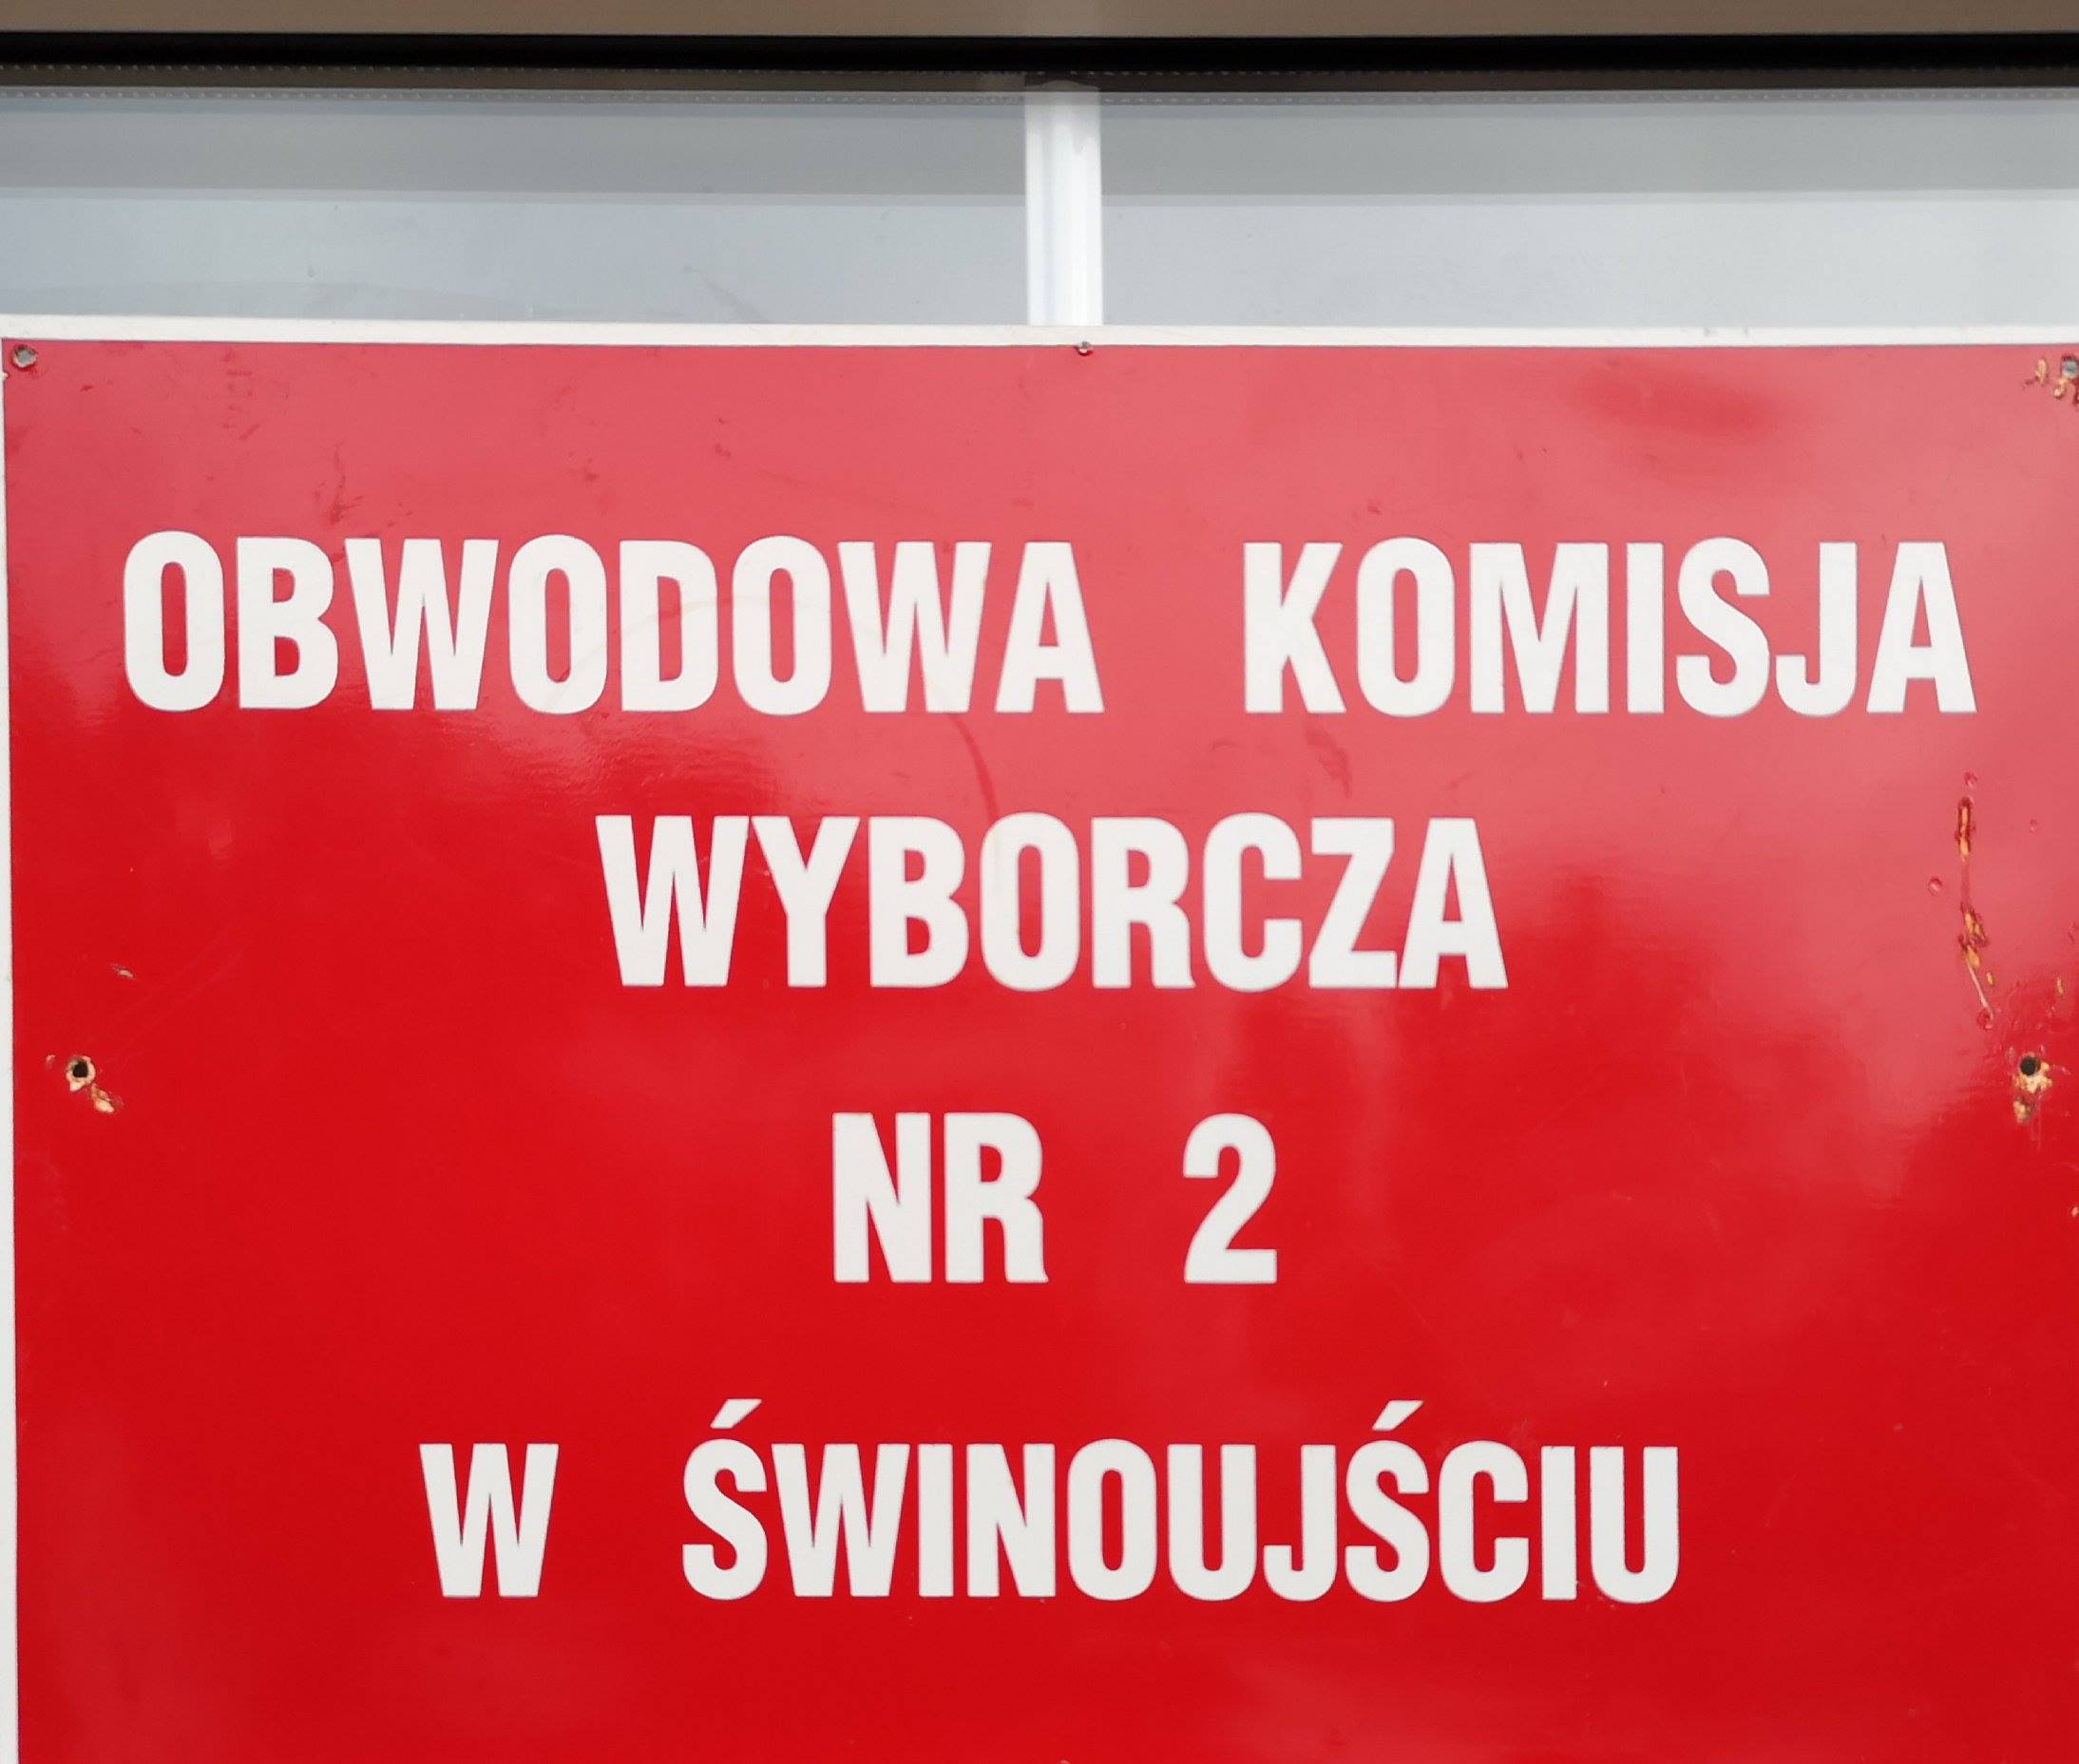 OBWODOWA KOMISJA
WYBORCZA
NR 2
W ŚWINOUJŚCIU